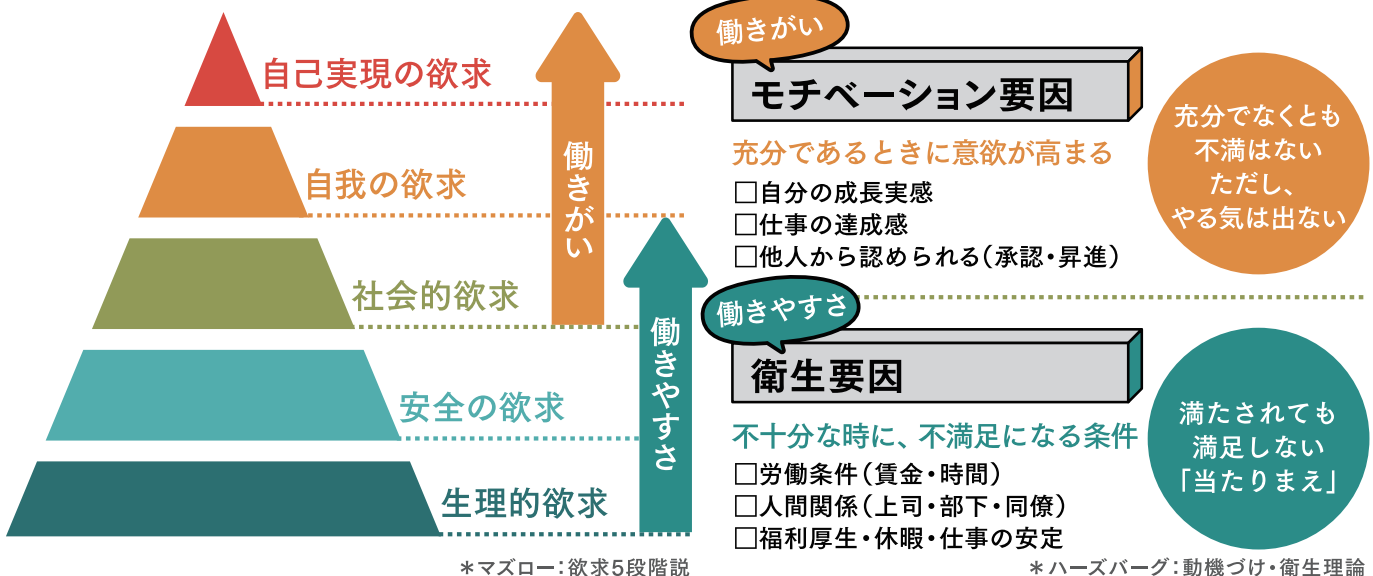 自己実現の欲求
自我の欲求
社会的欲求
安全の欲求
生理的欲求
働きがい
働きやすさ
＊マズロー：欲求5段階説
働きがい
モチベーション要因
充分であるときに意欲が高まる
□自分の成長実感
□仕事の達成感
□他人から認められる（承認・昇進）
充分でなくとも
不満はない
ただし、
やる気は出ない
働きやすさ
衛生要因
不十分な時に、不満足になる条件
□労働条件（賃金・時間）
□人間関係（上司・部下・同僚）
□福利厚生・休暇・仕事の安定
満たされても
満足しない
「当たりまえ」
＊ハーズバーグ：動機づけ・衛生理論